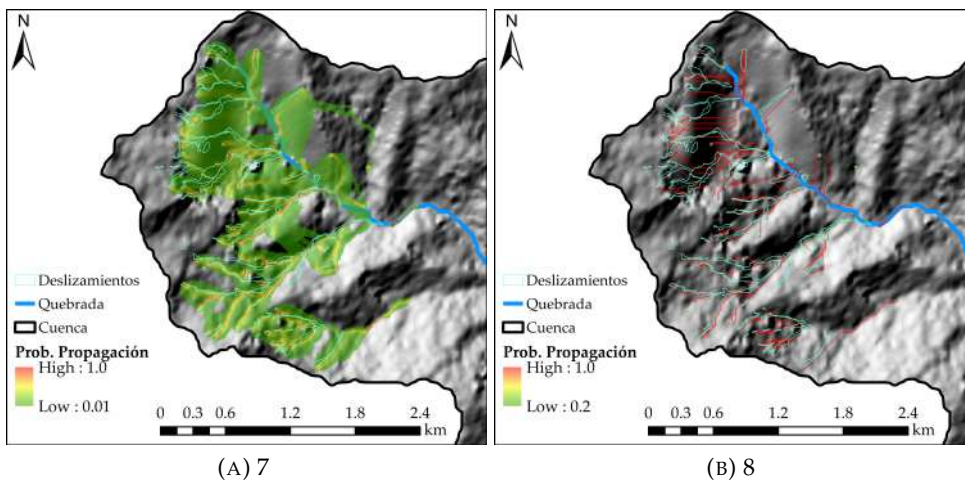 N
Deslizamientos
Quebrada
Cuenca
Prob. Propagación
High : 1.0
Low : 0.01
0 0.3 0.6 1.2 1.8 2.4
km
(A) 7
N
Deslizamientos
Quebrada
Cuenca
Prob. Propagación
High : 1.0
Low : 0.2
0 0.3 0.6 1.2 1.8 2.4
km
(B) 8